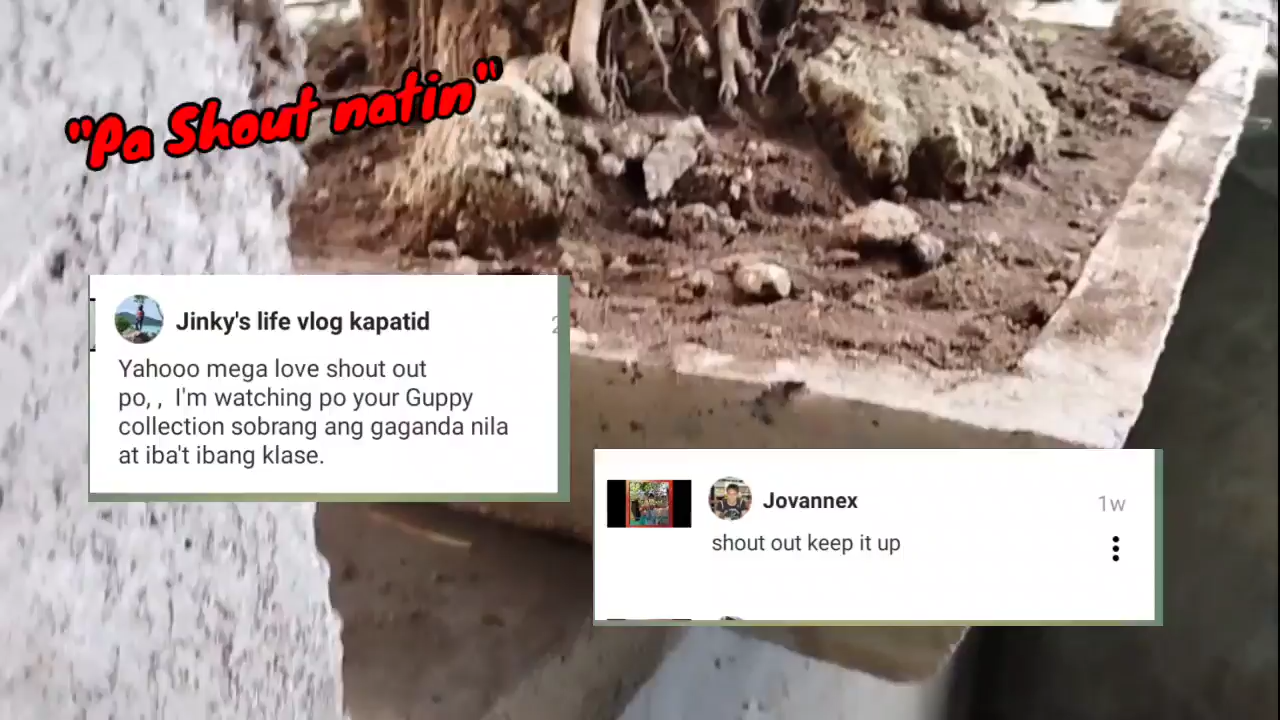 "Pa Shout natin"
Jinky's life vlog kapatid
Yahooo mega love shout out
po, , I'm watching po your Guppy
collection sobrang ang gaganda nila
at iba't ibang klase.
Jovannex
1w
shout out keep it up